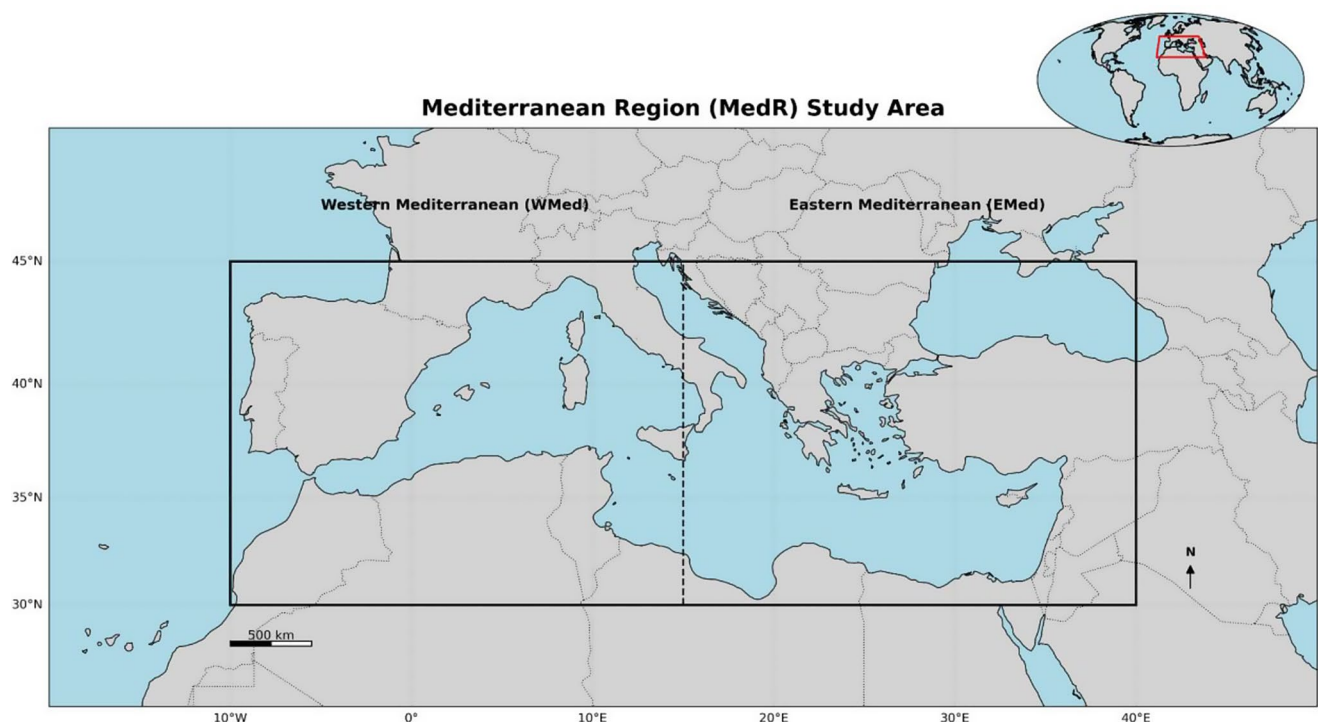 Mediterranean Region (MedR) Study Area
Western Mediterranean (WMed)
Eastern Mediterranean (EMed)
45°N
40°N
35°N
N
30°N
500 km
10°W
0°
10°E
20°E
30°E
40°E